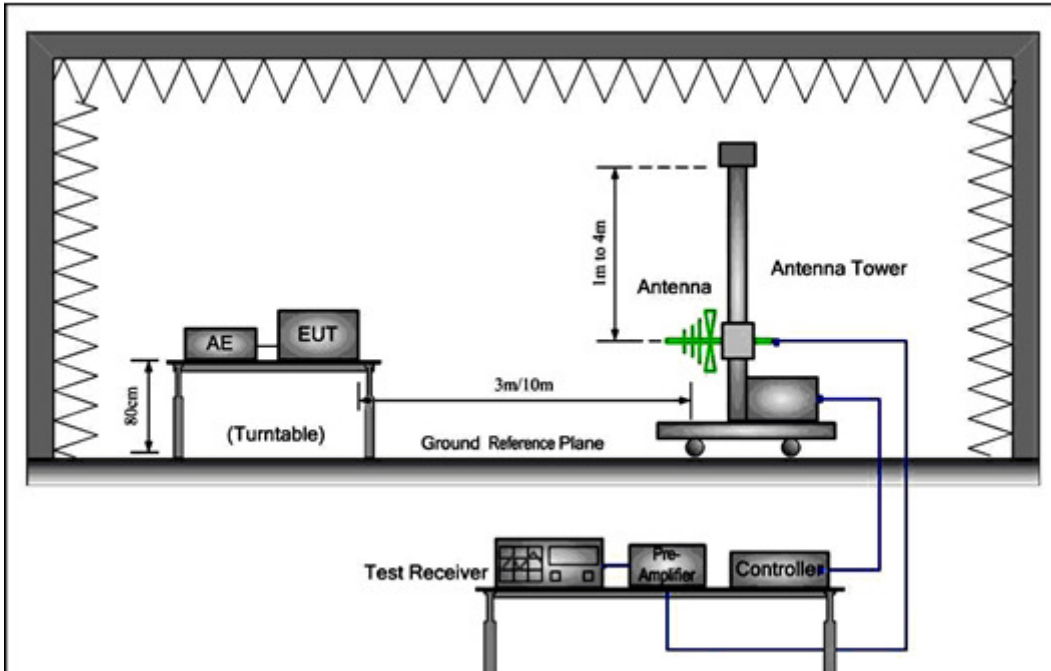 1m to 4m
Antenna
Antenna Tower
AE
EUT
80cm
3m/10m
(Turntable)
Ground Reference Plane
Test Receiver
Pre-
Amplifier
Controller